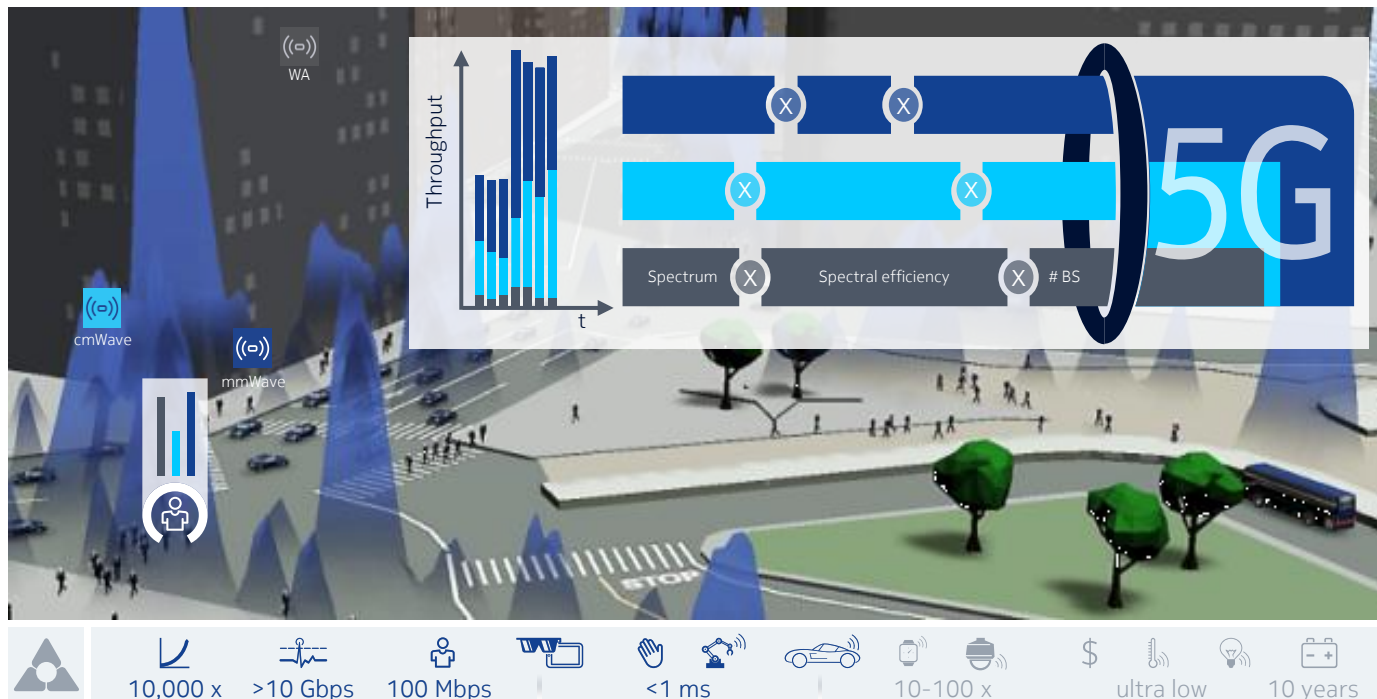 WA
Throughput
t
X X
X X
Spectrum X Spectral efficiency X # BS
5G
cmWave
mmWave
STOP
10,000 x >10 Gbps 100 Mbps <1 ms 10-100 x ultra low 10 years
$